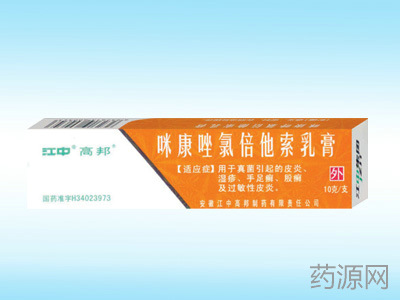 江中® 高邦®
国药准字H34023973
咪康唑氯倍他索乳膏
【适应症】用于真菌引起的皮炎、
湿疹、手足癣、股癣
及过敏性皮炎。
外
10克/支
安徽江中高邦制药有限责任公司
药源网